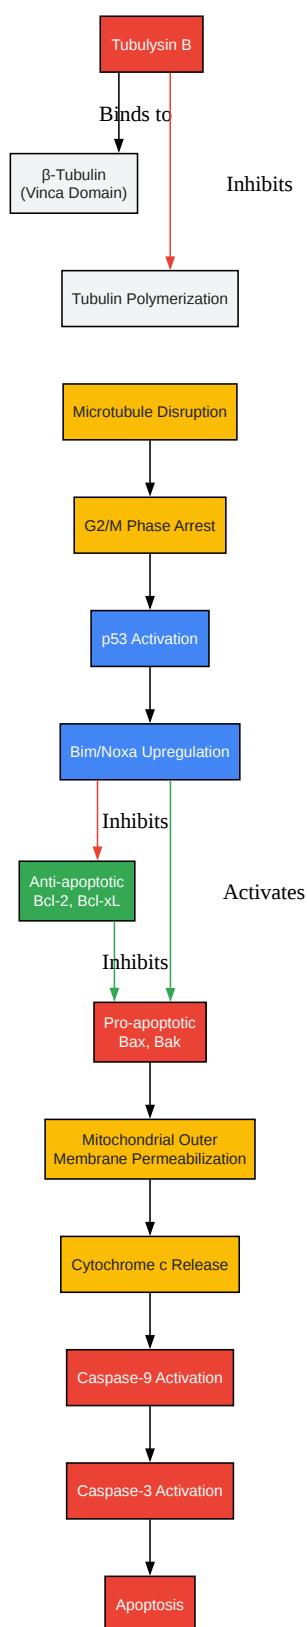 Tubulysin B
Binds to
β-Tubulin
(Vinca Domain)
Inhibits
Tubulin Polymerization
Microtubule Disruption
G2/M Phase Arrest
p53 Activation
Bim/Noxa Upregulation
Inhibits
Anti-apoptotic
Bcl-2, Bcl-xL
Activates
Inhibits
Pro-apoptotic
Bax, Bak
Mitochondrial Outer
Membrane Permeabilization
Cytochrome c Release
Caspase-9 Activation
Caspase-3 Activation
Apoptosis